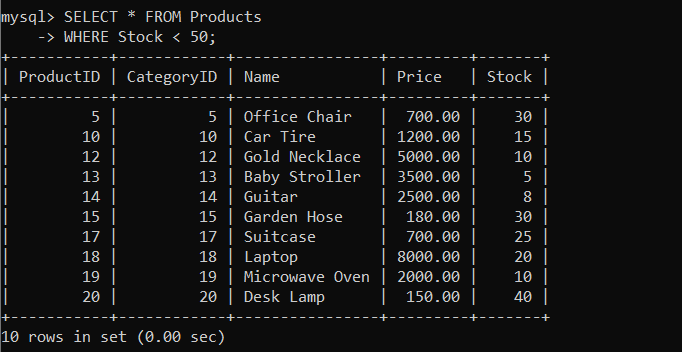 mysql> SELECT * FROM Products
    -> WHERE Stock < 50;
+-----------+------------+----------------+---------+-------+
| ProductID | CategoryID | Name           | Price   | Stock |
+-----------+------------+----------------+---------+-------+
|         5 |          5 | Office Chair   |  700.00 |    30 |
|        10 |         10 | Car Tire       | 1200.00 |    15 |
|        12 |         12 | Gold Necklace  | 5000.00 |    10 |
|        13 |         13 | Baby Stroller  | 3500.00 |     5 |
|        14 |         14 | Guitar         | 2500.00 |     8 |
|        15 |         15 | Garden Hose    |  180.00 |    30 |
|        17 |         17 | Suitcase       |  700.00 |    25 |
|        18 |         18 | Laptop         | 8000.00 |    20 |
|        19 |         19 | Microwave Oven | 2000.00 |    10 |
|        20 |         20 | Desk Lamp      |  150.00 |    40 |
+-----------+------------+----------------+---------+-------+
10 rows in set (0.00 sec)